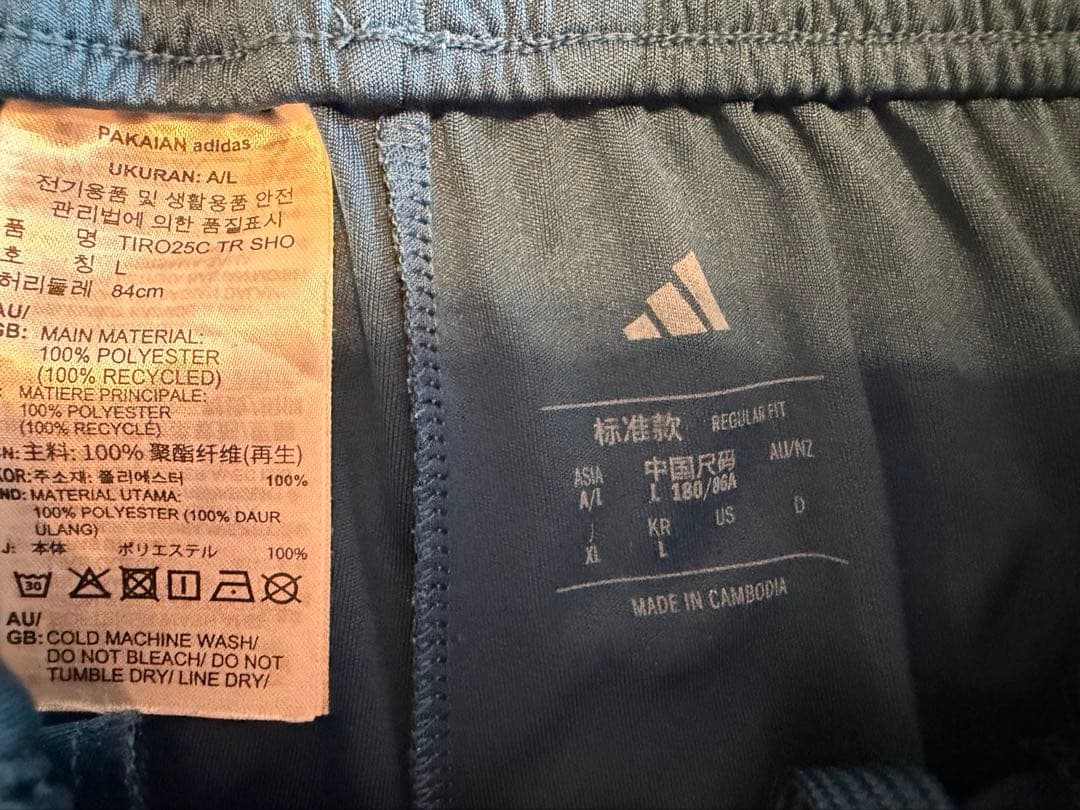 PAKAIAN adidas
UKURAN: A/L
전기용품 및 생활용품 안전
관리법에 의한 품질표시
품 명 TIRO25C TR SHO
호 칭 L
허리둘레 84cm
AU/
GB: MAIN MATERIAL:
100% POLYESTER
(100% RECYCLED)
MATIERE PRINCIPALE:
100% POLYESTER
(100% RECYCLÉ)
CN: 主料: 100% 聚酯纤维(再生)
KOR: 주소재: 폴리에스터 100%
IND: MATERIAL UTAMA:
100% POLYESTER (100% DAUR
ULANG)
J: 本体 ポリエステル 100%
30
AU/
GB: COLD MACHINE WASH/
DO NOT BLEACH/ DO NOT
TUMBLE DRY/ LINE DRY/
标准款 REGULAR FIT
ASIA 中国尺码 AU/NZ
A/L L 180/86A
J KR US D
XL L
MADE IN CAMBODIA